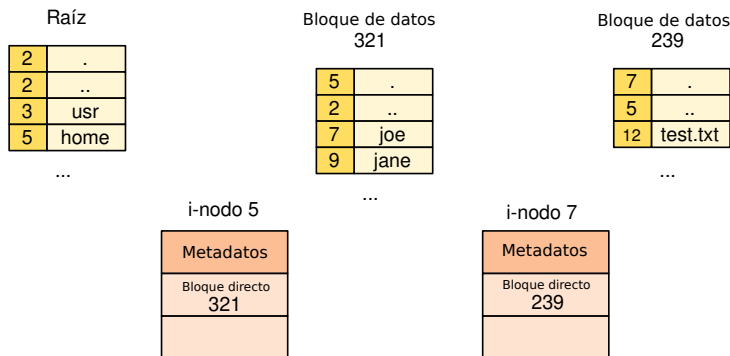 Raíz
2 .
2 ..
3 usr
5 home
...
Bloque de datos
321
5 .
2 ..
7 joe
9 jane
...
Bloque de datos
239
7 .
5 ..
12 test.txt
...
i-nodo 5
Metadatos
Bloque directo
321
i-nodo 7
Metadatos
Bloque directo
239